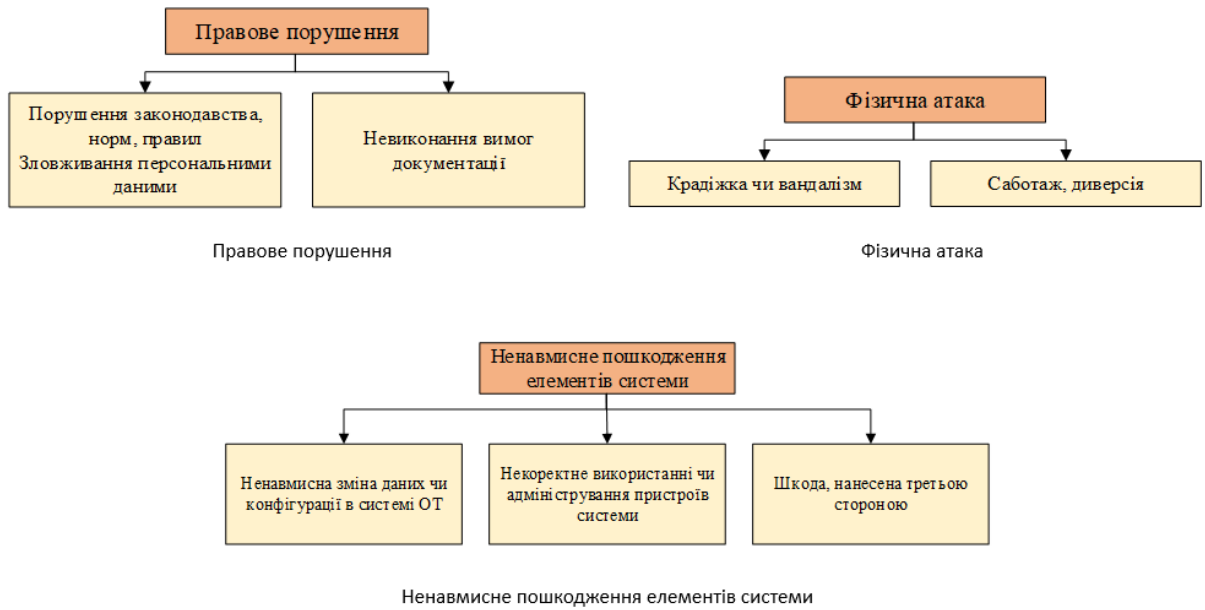 Правове порушення
Порушення законодавства,
норм, правил
Зловживання персональними
даними
Невиконання вимог
документації
Правове порушення
Фізична атака
Крадіжка чи вандалізм
Саботаж, диверсія
Фізична атака
Ненавмисне пошкодження
елементів системи
Ненавмисна зміна даних чи
конфігурації в системі ОТ
Некоректне використанні чи
адміністрування пристроїв
системи
Шкода, нанесена третьою
стороною
Ненавмисне пошкодження елементів системи